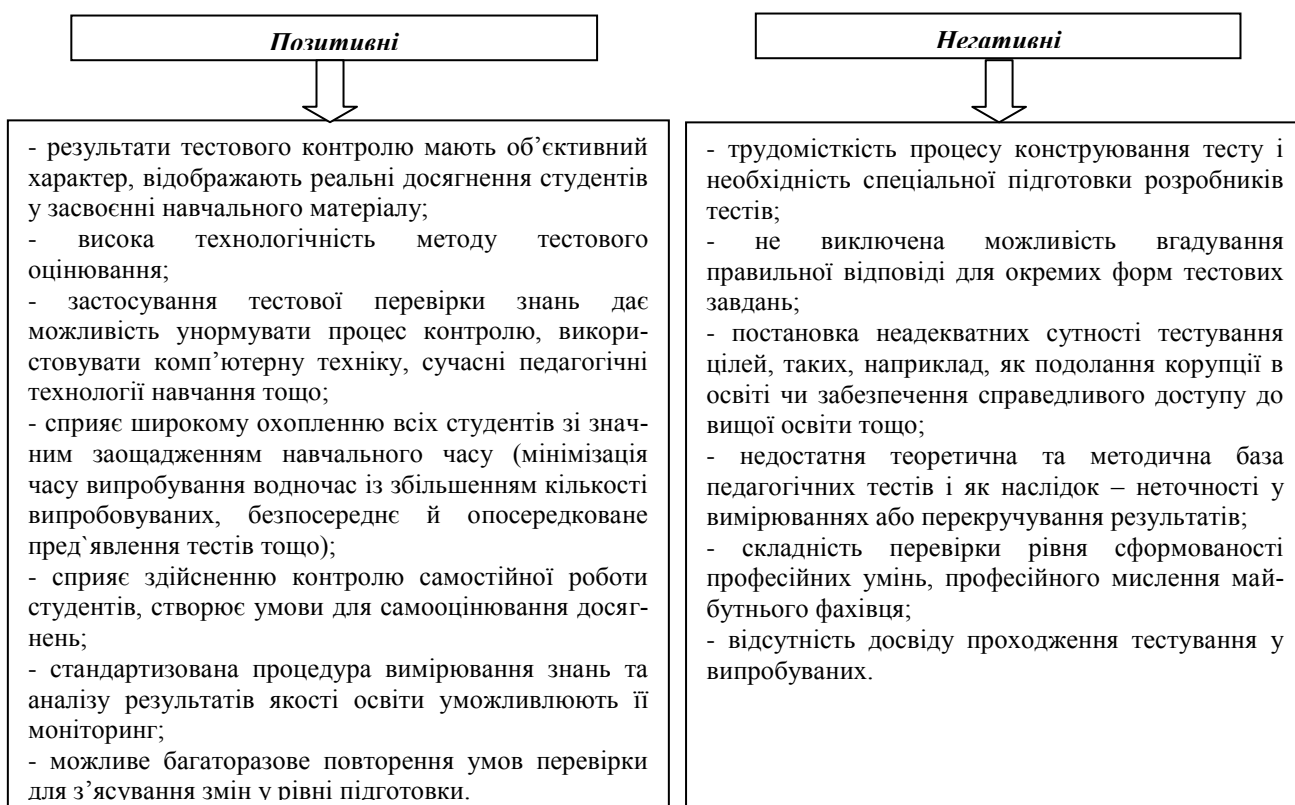 Позитивні
- результати тестового контролю мають об’єктивний
характер, відображають реальні досягнення студентів
у засвоєнні навчального матеріалу;
- висока технологічність методу тестового
оцінювання;
- застосування тестової перевірки знань дає
можливість унормувати процес контролю, викори-
стовувати комп’ютерну техніку, сучасні педагогічні
технології навчання тощо;
- сприяє широкому охопленню всіх студентів зі знач-
ним заощадженням навчального часу (мінімізація
часу випробування водночас із збільшенням кількості
випробовуваних, безпосереднє й опосередковане
пред`явлення тестів тощо);
- сприяє здійсненню контролю самостійної роботи
студентів, створює умови для самооцінювання досяг-
нень;
- стандартизована процедура вимірювання знань та
аналізу результатів якості освіти уможливлюють її
моніторинг;
- можливе багаторазове повторення умов перевірки
для з’ясування змін у рівні підготовки.
Негативні
- трудомісткість процесу конструювання тесту і
необхідність спеціальної підготовки розробників
тестів;
- не виключена можливість вгадування
правильної відповіді для окремих форм тестових
завдань;
- постановка неадекватних сутності тестування
цілей, таких, наприклад, як подолання корупції в
освіті чи забезпечення справедливого доступу до
вищої освіти тощо;
- недостатня теоретична та методична база
педагогічних тестів і як наслідок – неточності у
вимірюваннях або перекручування результатів;
- складність перевірки рівня сформованості
професійних умінь, професійного мислення май-
бутнього фахівця;
- відсутність досвіду проходження тестування у
випробуваних.